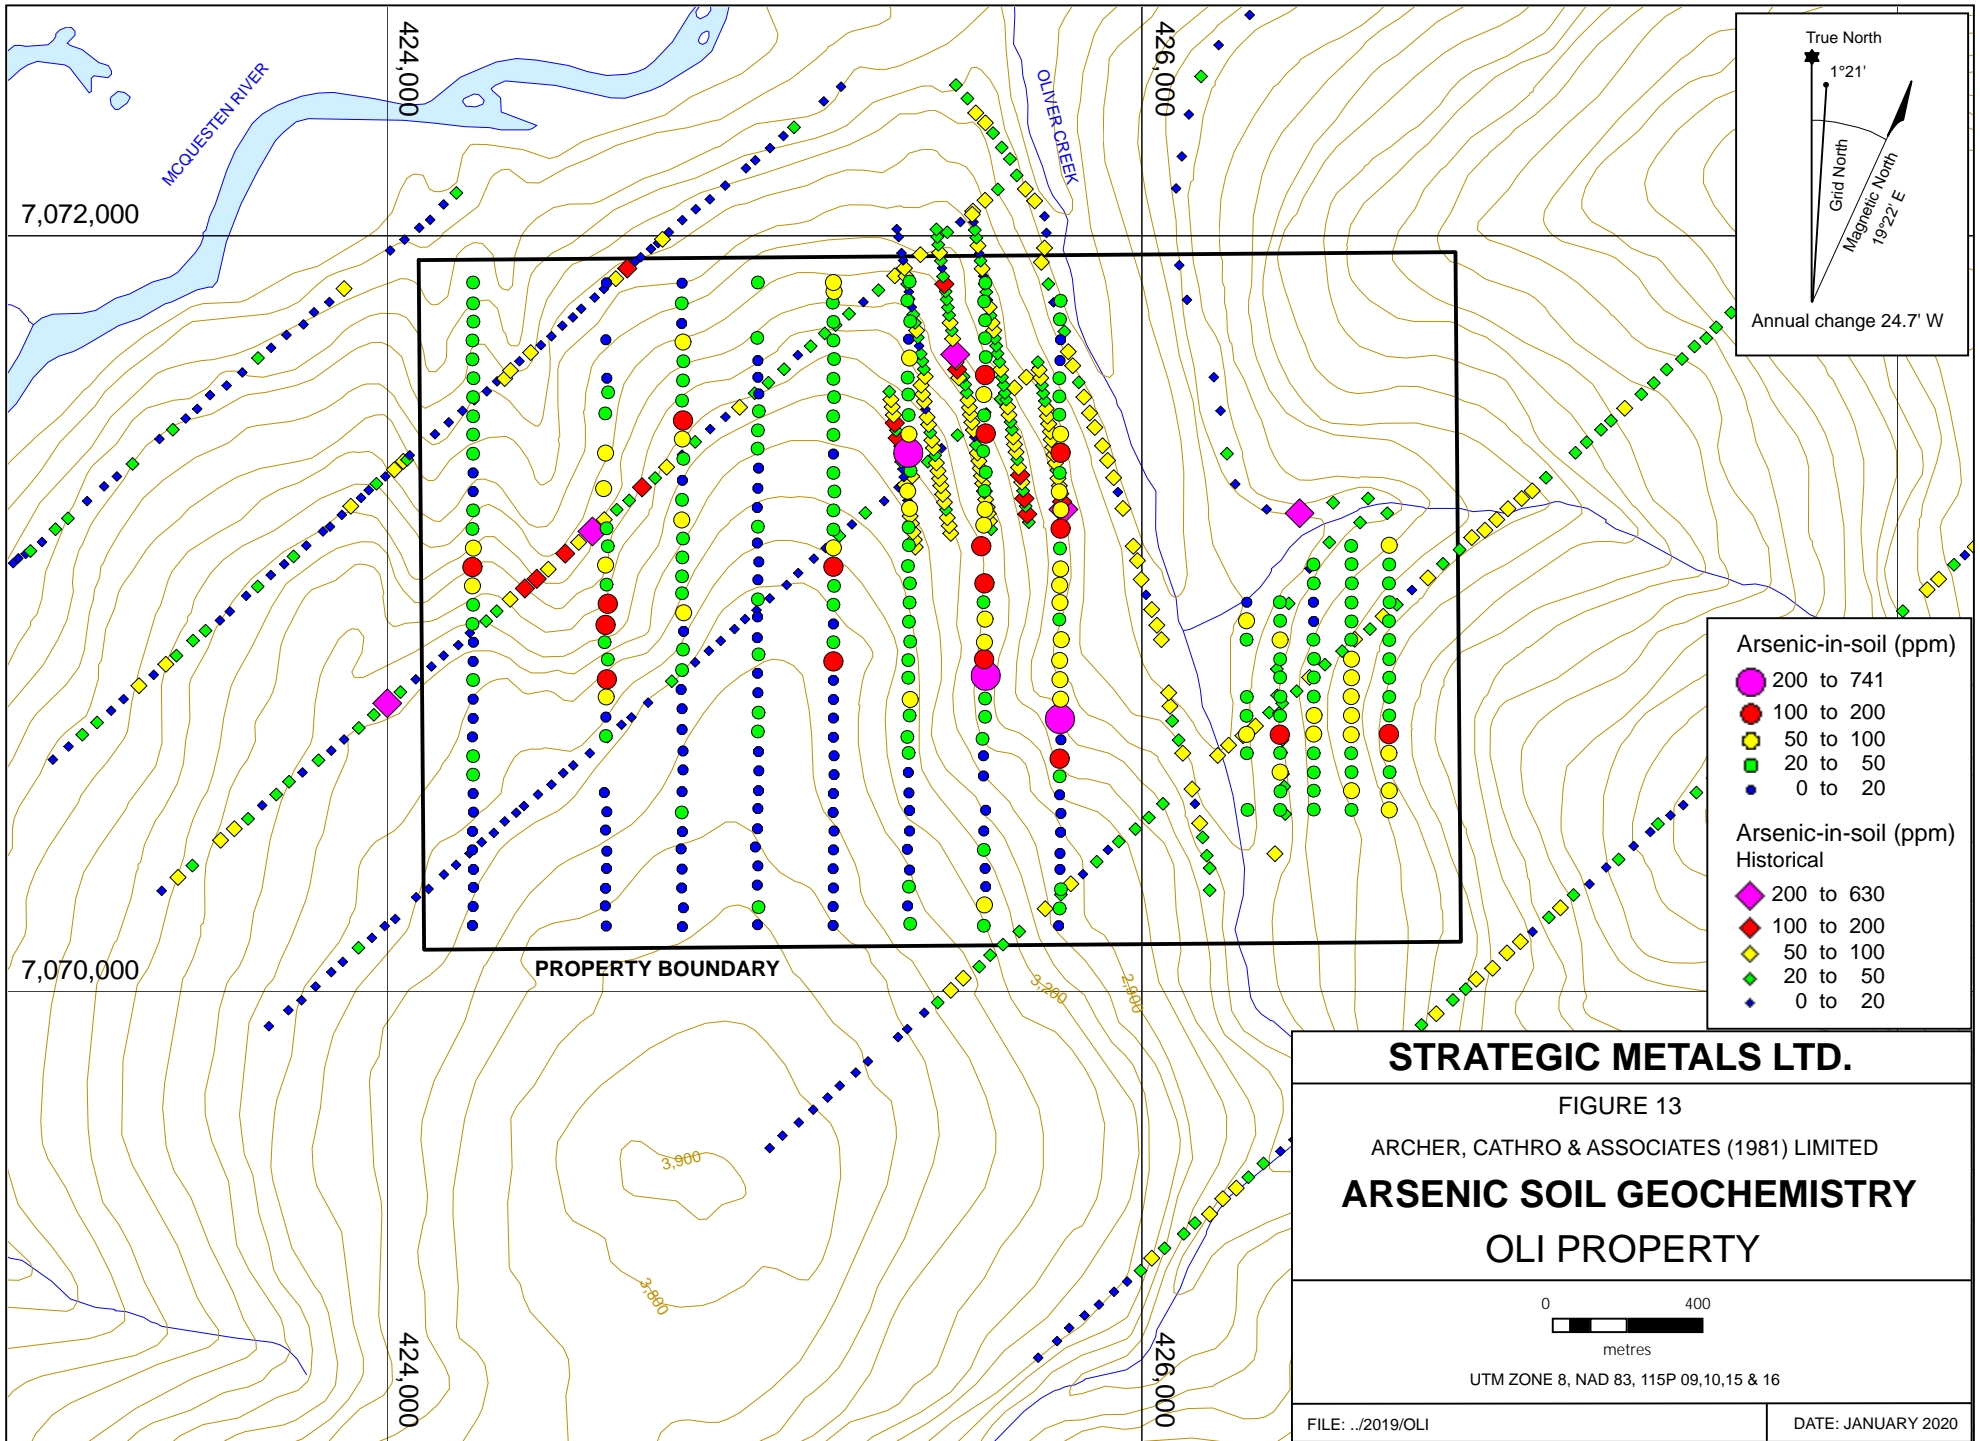 424,000
426,000
MCQUESTEN RIVER
OLIVER CREEK
True North
1°21'
Grid North
Magnetic North
19°22' E
Annual change 24.7' W
7,072,000
Arsenic-in-soil (ppm)
200 to 741
100 to 200
50 to 100
20 to 50
0 to 20
Arsenic-in-soil (ppm)
Historical
200 to 630
100 to 200
50 to 100
20 to 50
0 to 20
7,070,000
PROPERTY BOUNDARY
3,200
2,900
3,900
3,800
424,000
426,000
STRATEGIC METALS LTD.
FIGURE 13
ARCHER, CATHRO & ASSOCIATES (1981) LIMITED
ARSENIC SOIL GEOCHEMISTRY
OLI PROPERTY
0 400
metres
UTM ZONE 8, NAD 83, 115P 09,10,15 & 16
FILE: ../2019/OLI
DATE: JANUARY 2020